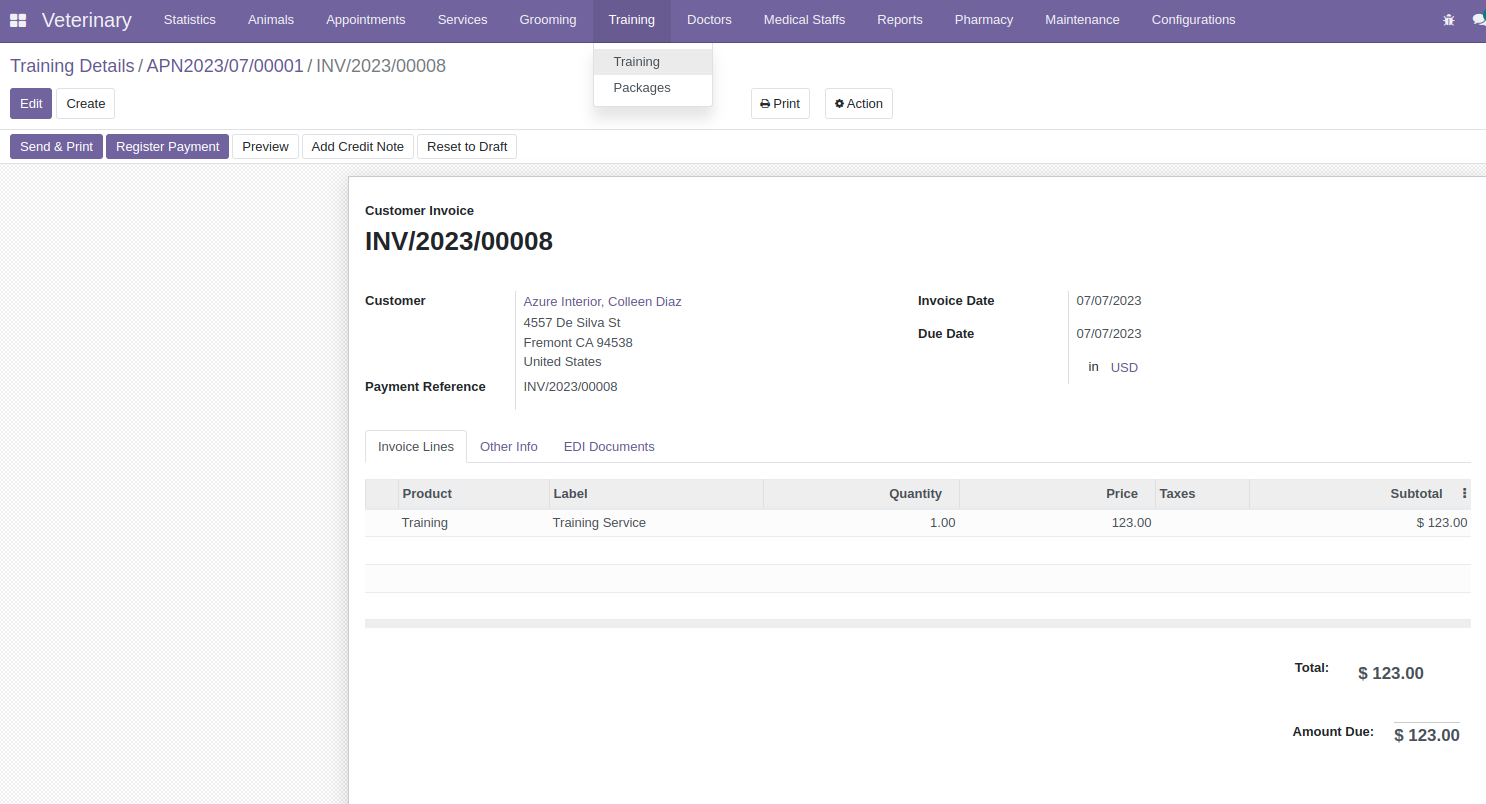 Veterinary Statistics Animals Appointments Services Grooming Training Doctors Medical Staffs Reports Pharmacy Maintenance Configurations
Training
Packages
Training Details / APN2023/07/00001 / INV/2023/00008
Edit Create Print Action
Send & Print Register Payment Preview Add Credit Note Reset to Draft
Customer Invoice
INV/2023/00008
Customer Azure Interior, Colleen Diaz
4557 De Silva St
Fremont CA 94538
United States
Payment Reference INV/2023/00008
Invoice Date 07/07/2023
Due Date 07/07/2023
in USD
Invoice Lines Other Info EDI Documents
Product Label Quantity Price Taxes Subtotal
Training Training Service 1.00 123.00 $ 123.00
Total: $ 123.00
Amount Due: $ 123.00